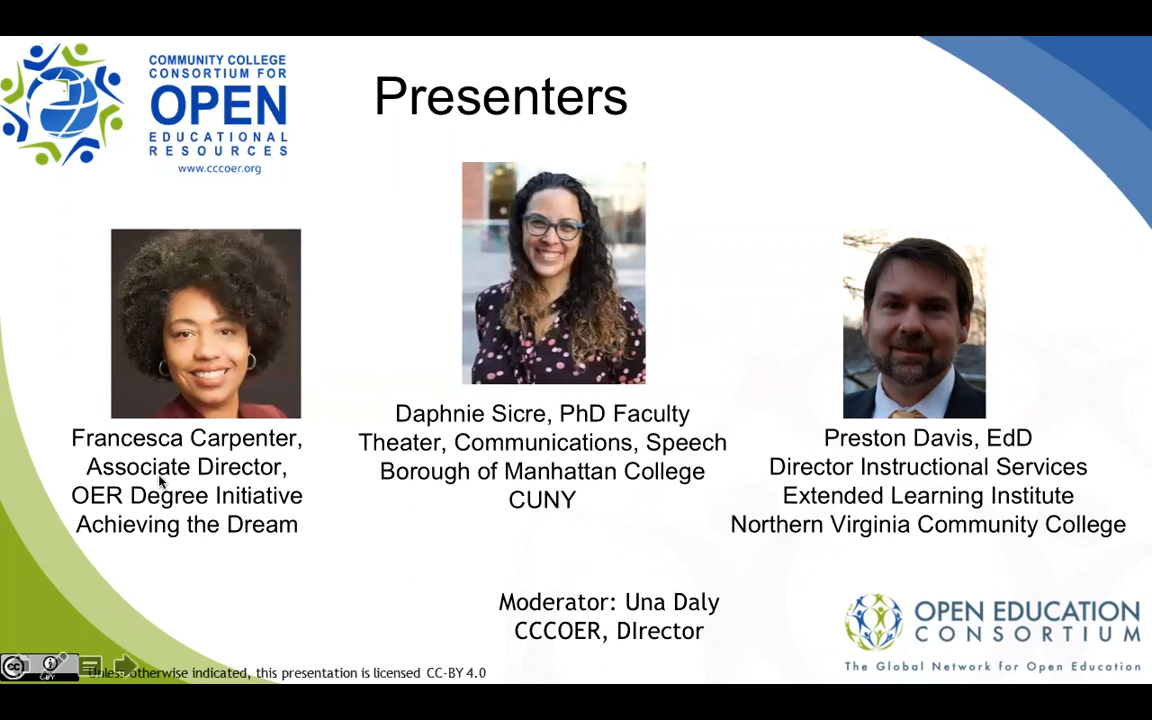 COMMUNITY COLLEGE
CONSORTIUM FOR
OPEN
EDUCATIONAL
RESOURCES
www.cccoer.org
Presenters
Francesca Carpenter,
Associate Director,
OER Degree Initiative
Achieving the Dream
Daphnie Sicre, PhD Faculty
Theater, Communications, Speech
Borough of Manhattan College
CUNY
Preston Davis, EdD
Director Instructional Services
Extended Learning Institute
Northern Virginia Community College
Moderator: Una Daly
CCCOER, DIrector
OPEN EDUCATION
CONSORTIUM
The Global Network for Open Education
cc
BY
Unless otherwise indicated, this presentation is licensed CC-BY 4.0